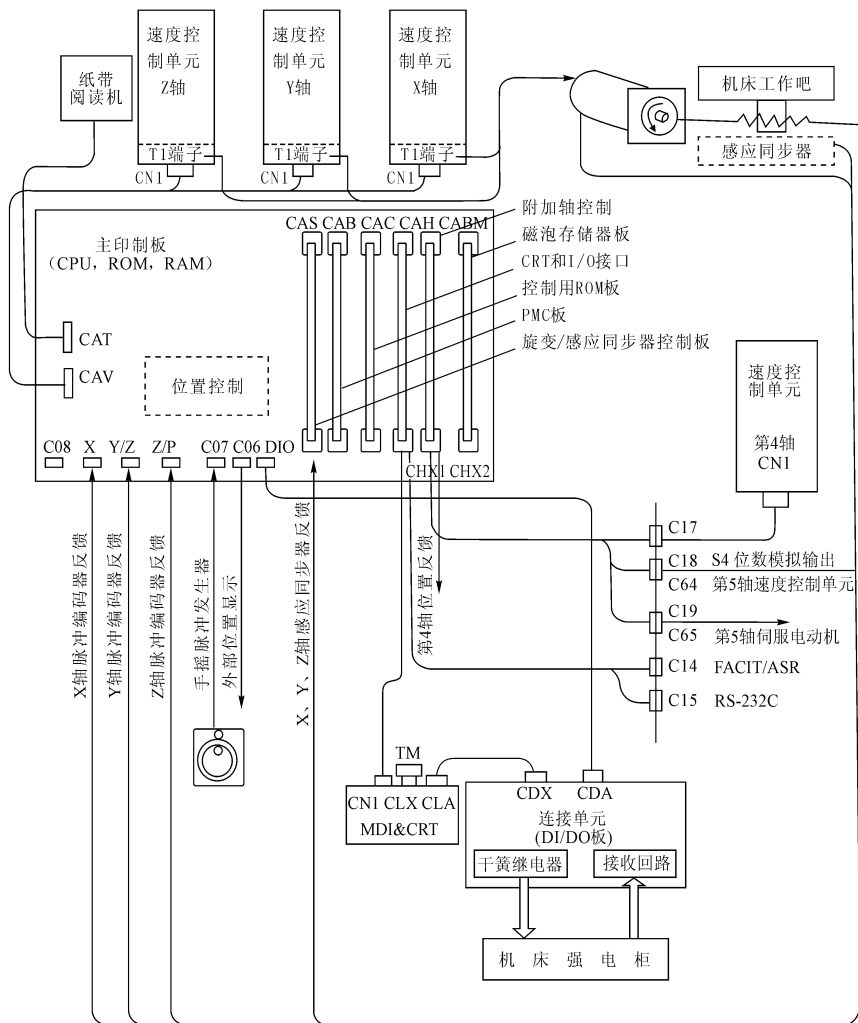 速度控
制单元
Z轴
速度控
制单元
Y轴
速度控
制单元
X轴
纸带
阅读机
机床工作吧
感应同步器
T1端子
T1端子
T1端子
CN1
CN1
CN1
主印制板
(CPU, ROM, RAM)
CAS CAB CAC CAH CABM
附加轴控制
磁泡存储器板
CRT和I/O接口
控制用ROM板
PMC板
旋变/感应同步器控制板
CAT
CAV
位置控制
速度控
制单元
第4轴
CN1
C08 X Y/Z Z/P C07 C06 DIO
CHX1 CHX2
X轴脉冲编码器反馈
Y轴脉冲编码器反馈
Z轴脉冲编码器反馈
手摇脉冲发生器
外部位置显示
X、Y、Z轴感应同步器反馈
第4轴位置反馈
C17
C18 S4 位数模拟输出
C64 第5轴速度控制单元
C19
C65 第5轴伺服电动机
C14 FACIT/ASR
C15 RS-232C
TM
CN1 CLX CLA
MDI&CRT
CDX CDA
连接单元
(DI/DO板)
干簧继电器
接收回路
机床强电柜